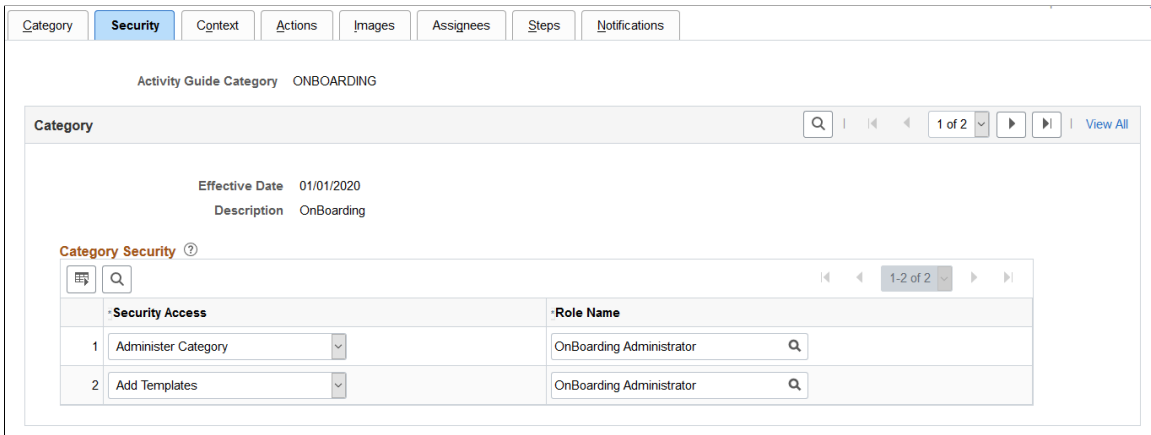 Category Security Context Actions Images Assignees Steps Notifications
Activity Guide Category ONBOARDING
Category 1 of 2 View All
Effective Date 01/01/2020
Description OnBoarding
Category Security ?
1-2 of 2
*Security Access *Role Name
1 Administer Category OnBoarding Administrator
2 Add Templates OnBoarding Administrator